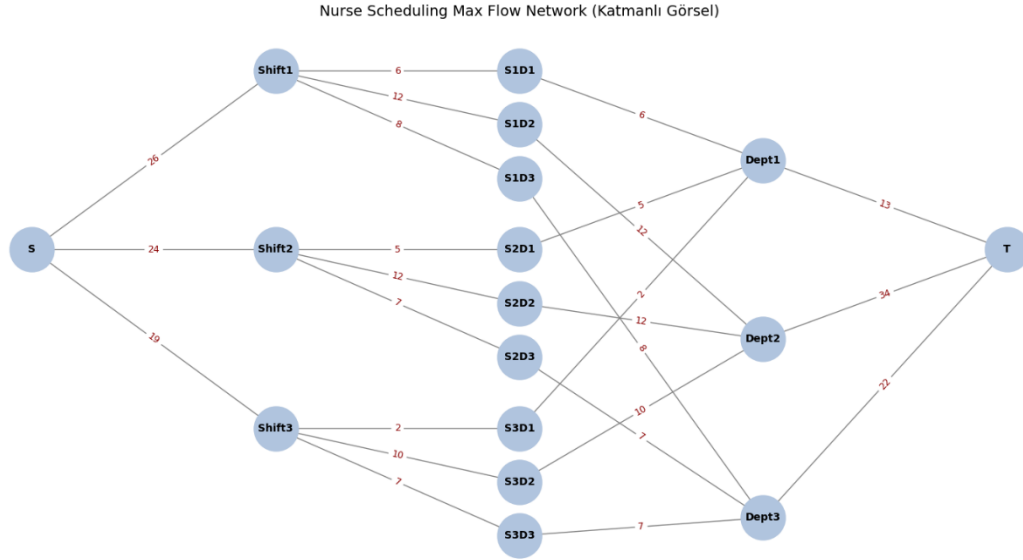 Nurse Scheduling Max Flow Network (Katmanlı Görsel)
Shift1
6
S1D1
12
S1D2
8
S1D3
6
26
Dept1
13
5
12
S
24
Shift2
5
S2D1
T
12
S2D2
7
S2D3
2
12
34
8
Dept2
19
22
10
7
Shift3
2
S3D1
10
S3D2
7
S3D3
7
Dept3